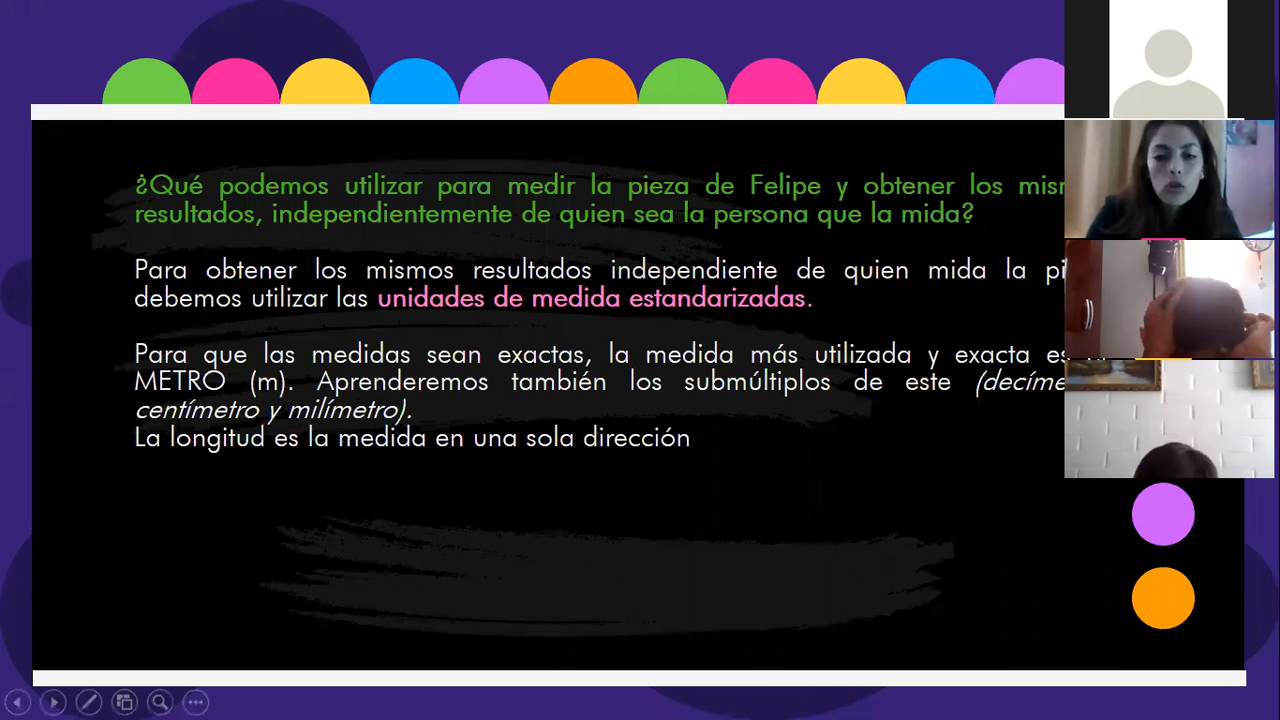 ¿Qué podemos utilizar para medir la pieza de Felipe y obtener los
resultados, independientemente de quien sea la persona que la mida?
Para obtener los mismos resultados independiente de quien mida la
debemos utilizar las unidades de medida estandarizadas.
Para que las medidas sean exactas, la medida más utilizada y exacta es
METRO (m). Aprenderemos también los submúltiplos de este
centímetro y milímetro).
La longitud es la medida en una sola dirección